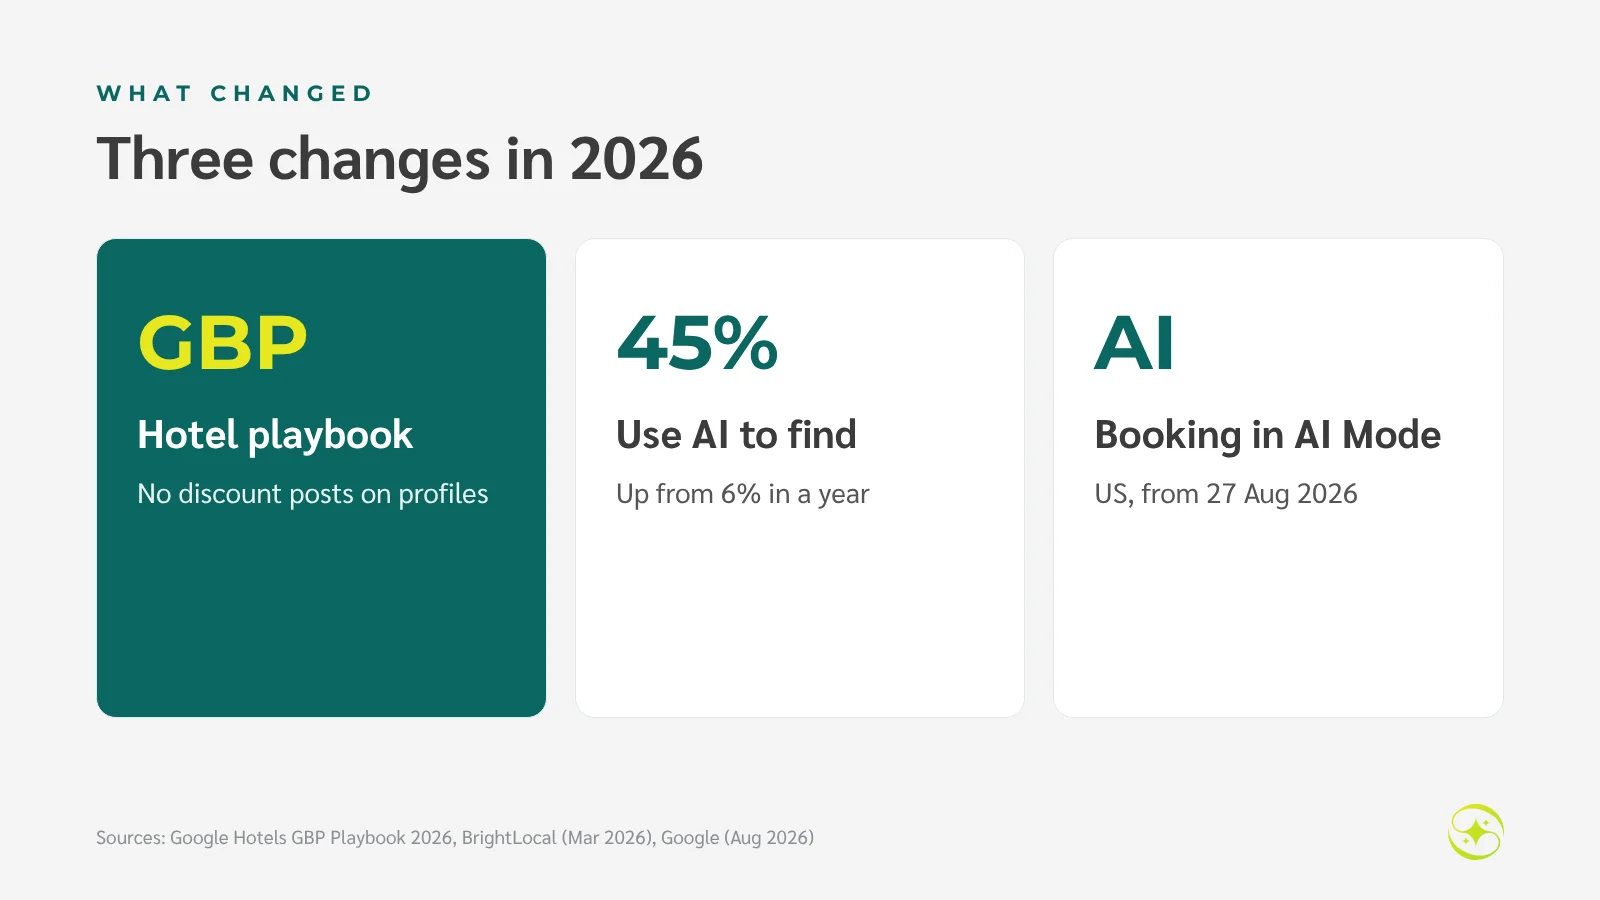 WHAT CHANGED
Three changes in 2026
GBP
Hotel playbook
No discount posts on profiles
45%
Use AI to find
Up from 6% in a year
AI
Booking in AI Mode
US, from 27 Aug 2026
Sources: Google Hotels GBP Playbook 2026, BrightLocal (Mar 2026), Google (Aug 2026)